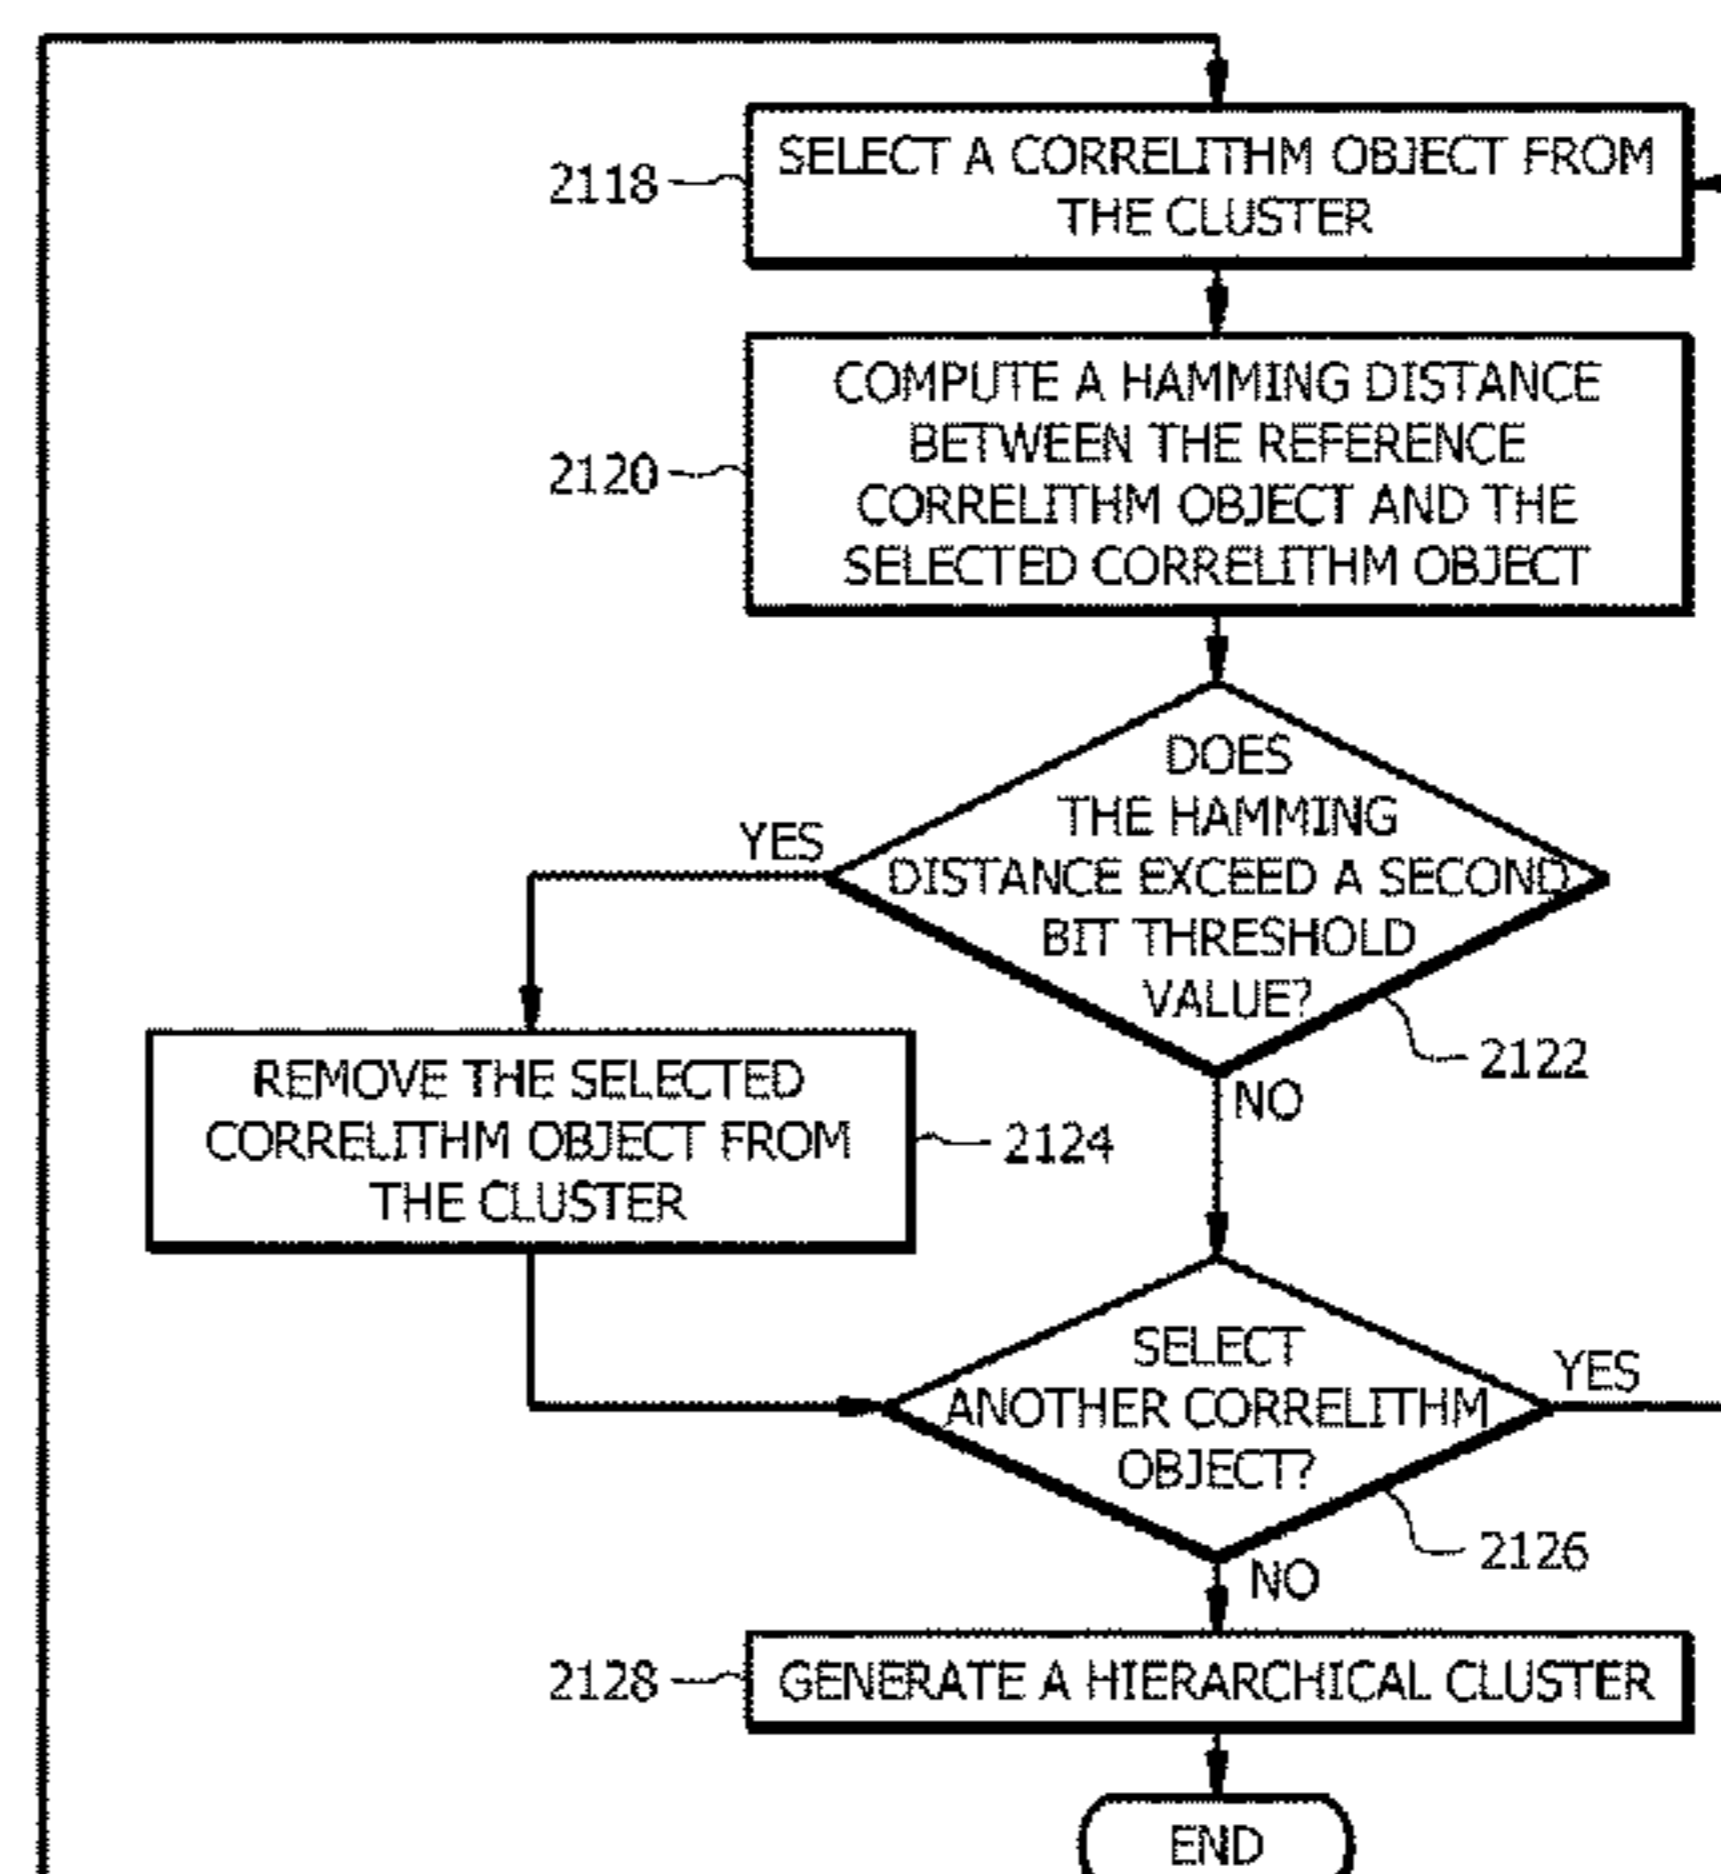 2118
SELECT A CORRELITHM OBJECT FROM
THE CLUSTER
2120
COMPUTE A HAMMING DISTANCE
BETWEEN THE REFERENCE
CORRELITHM OBJECT AND THE
SELECTED CORRELITHM OBJECT
DOES
THE HAMMING
DISTANCE EXCEED A SECOND
BIT THRESHOLD
VALUE?
YES
2122
NO
REMOVE THE SELECTED
CORRELITHM OBJECT FROM
THE CLUSTER
2124
SELECT
ANOTHER CORRELITHM
OBJECT?
YES
2126
NO
2128
GENERATE A HIERARCHICAL CLUSTER
END